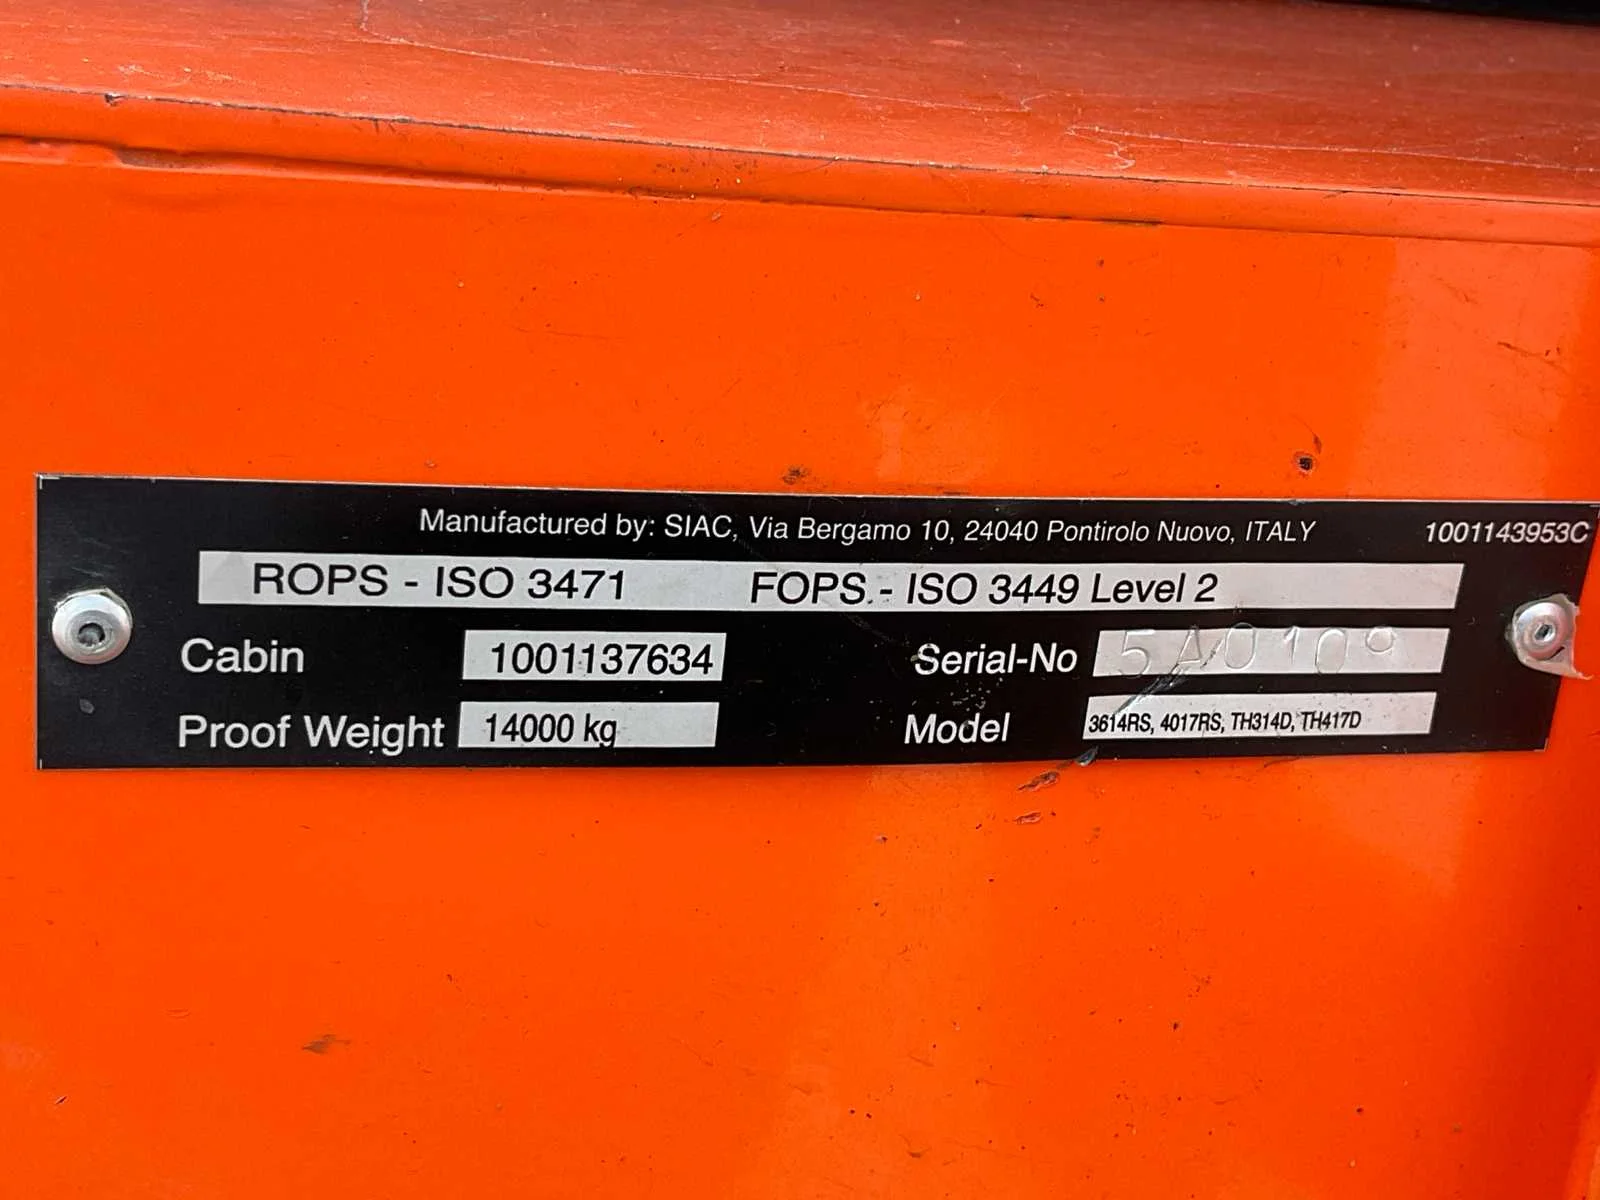 Manufactured by: SIAC, Via Bergamo 10, 24040 Pontirolo Nuovo, ITALY 1001143953C
ROPS - ISO 3471 FOPS - ISO 3449 Level 2
Cabin 1001137634 Serial-No 5A0109
Proof Weight 14000 kg Model 3614RS, 4017RS, TH314D, TH417D